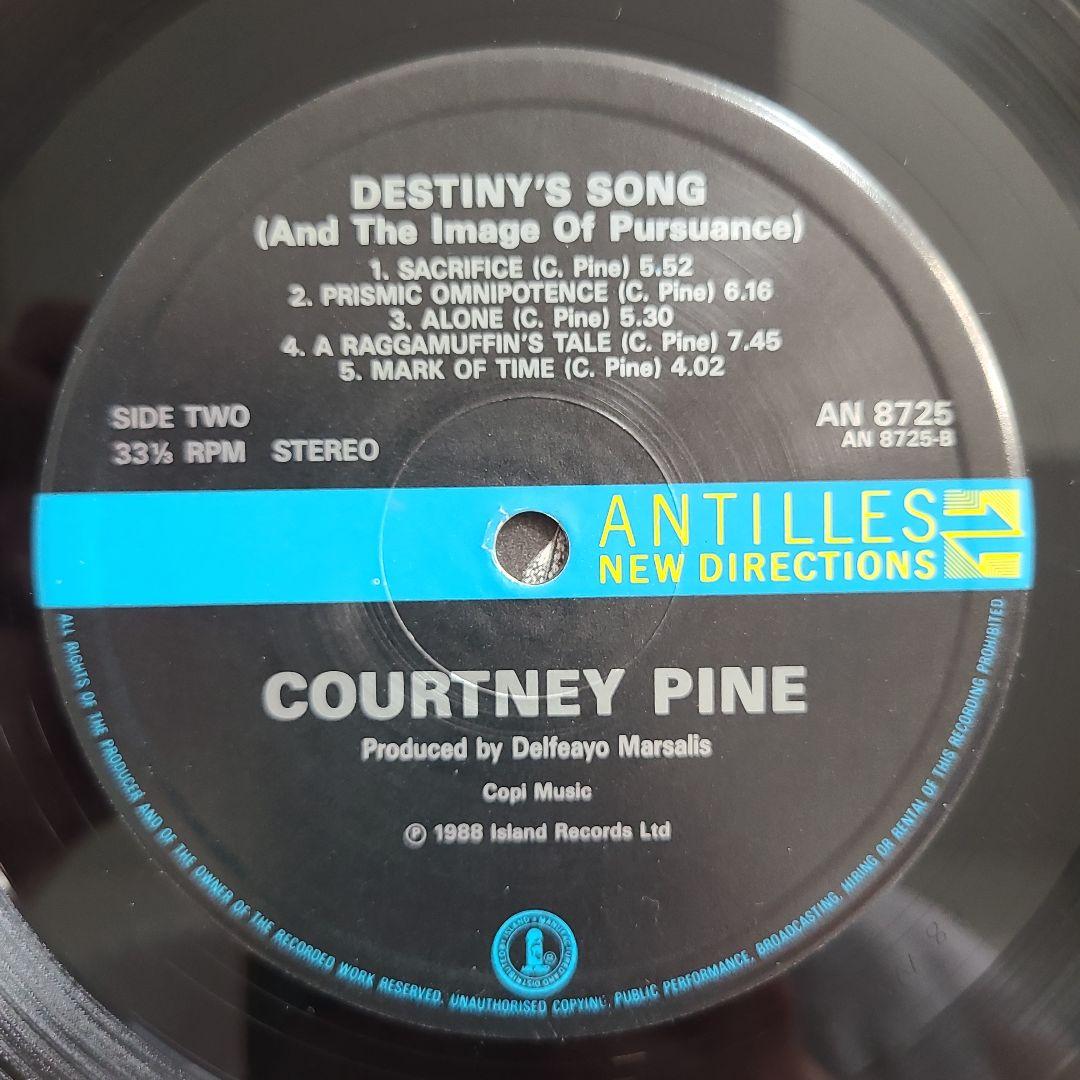 DESTINY'S SONG
(And The Image Of Pursuance)
1. SACRIFICE (C. Pine) 5.52
2. PRISMIC OMNIPOTENCE (C. Pine) 6.16
3. ALONE (C. Pine) 5.30
4. A RAGGAMUFFIN'S TALE (C. Pine) 7.45
5. MARK OF TIME (C. Pine) 4.02
SIDE TWO
33⅓ RPM STEREO
AN 8725
AN 8725-B
ANTILLES
NEW DIRECTIONS
COURTNEY PINE
Produced by Delfeayo Marsalis
Copi Music
Ⓟ 1988 Island Records Ltd
ALL RIGHTS OF THE PRODUCER AND OF THE OWNER OF THE RECORDED WORK RESERVED. UNAUTHORISED COPYING, PUBLIC PERFORMANCE, BROADCASTING, HIRING OR RENTAL OF THIS RECORDING PROHIBITED
ISLAND MANUFACTURED AND DISTRIBUTED
®